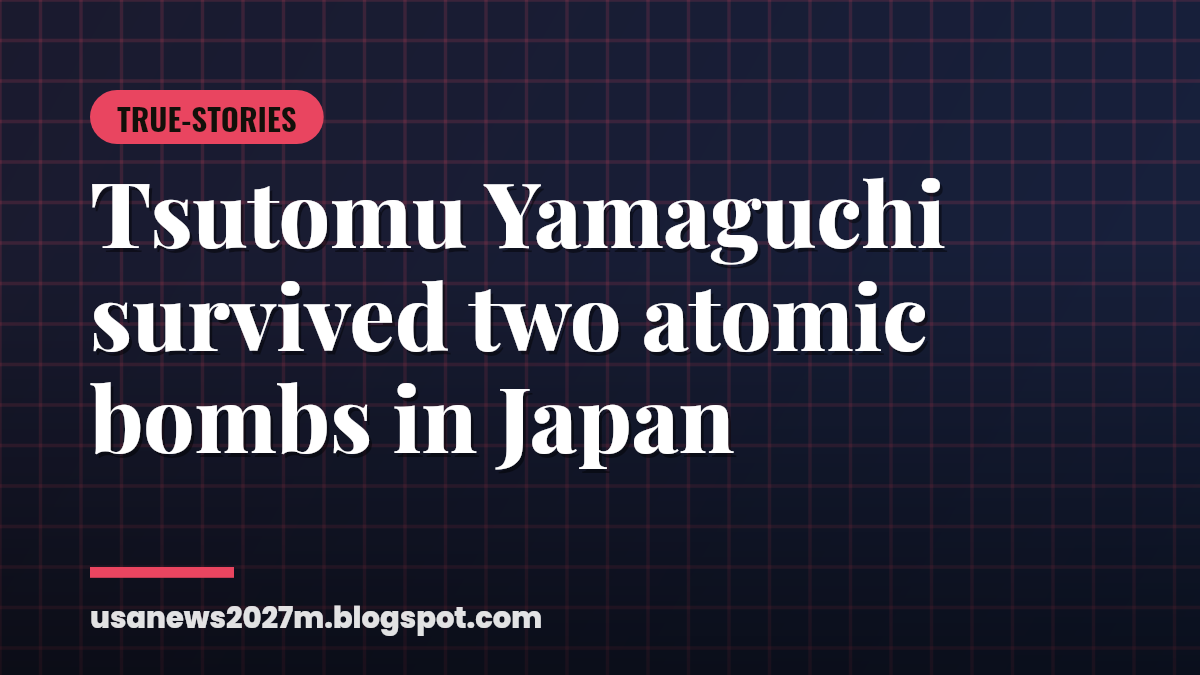 TRUE-STORIES
Tsutomu Yamaguchi
survived two atomic
bombs in Japan
usanews2027m.blogspot.com